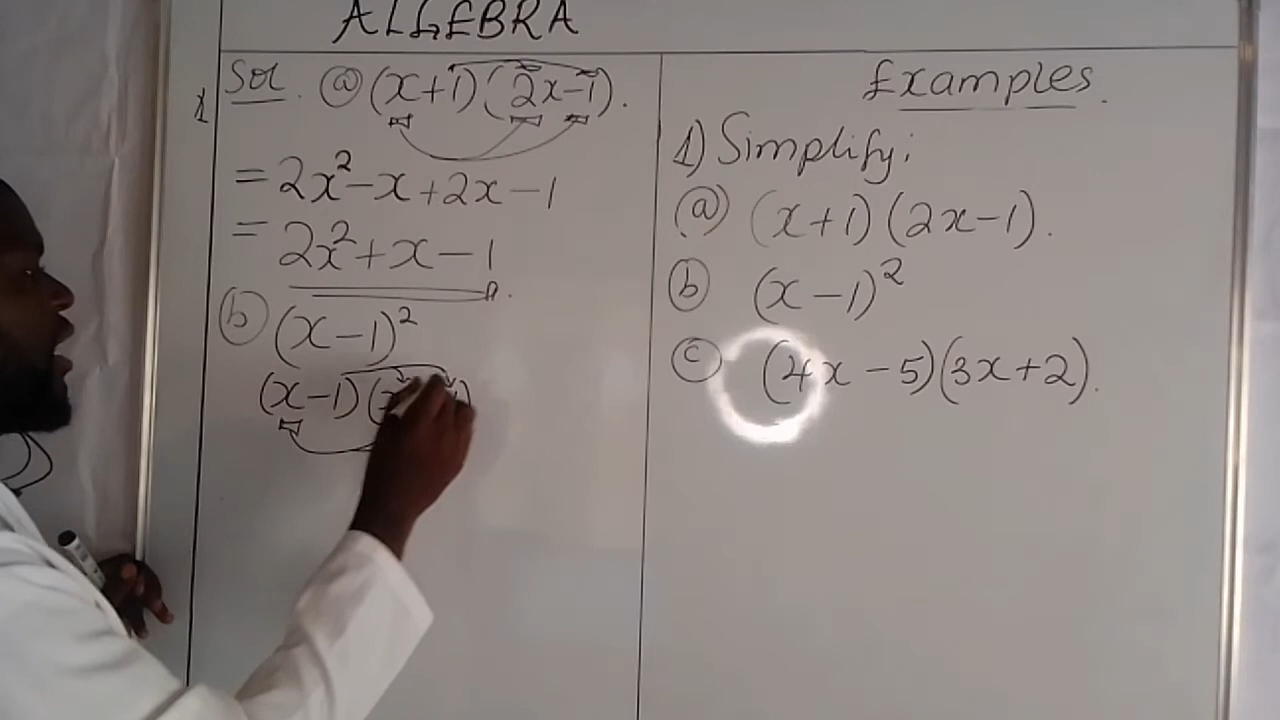 ALGEBRA
1 Sol. (a) (x+1)(2x-1).
= 2x²-x+2x-1
= 2x²+x-1
(b) (x-1)²
(x-1)(
Examples.
1) Simplify;
(a) (x+1)(2x-1).
(b) (x-1)²
(c) (4x-5)(3x+2).